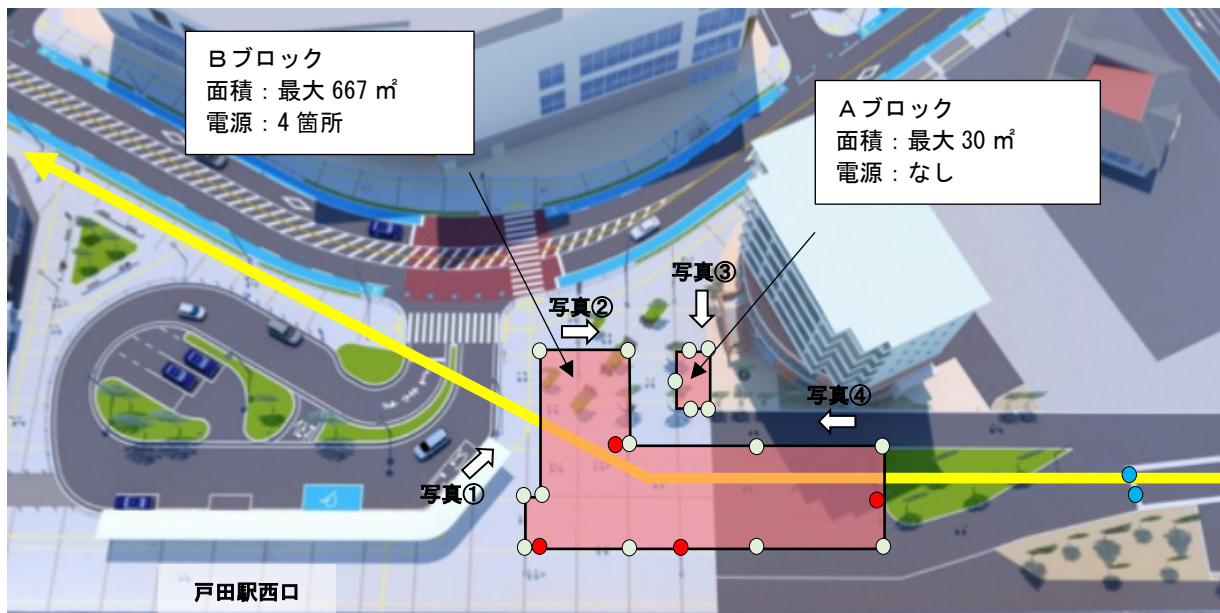 Ｂブロック
面積：最大 667 ㎡
電源：4 箇所
Ａブロック
面積：最大 30 ㎡
電源：なし
写真③
写真②
写真④
写真①
戸田駅西口